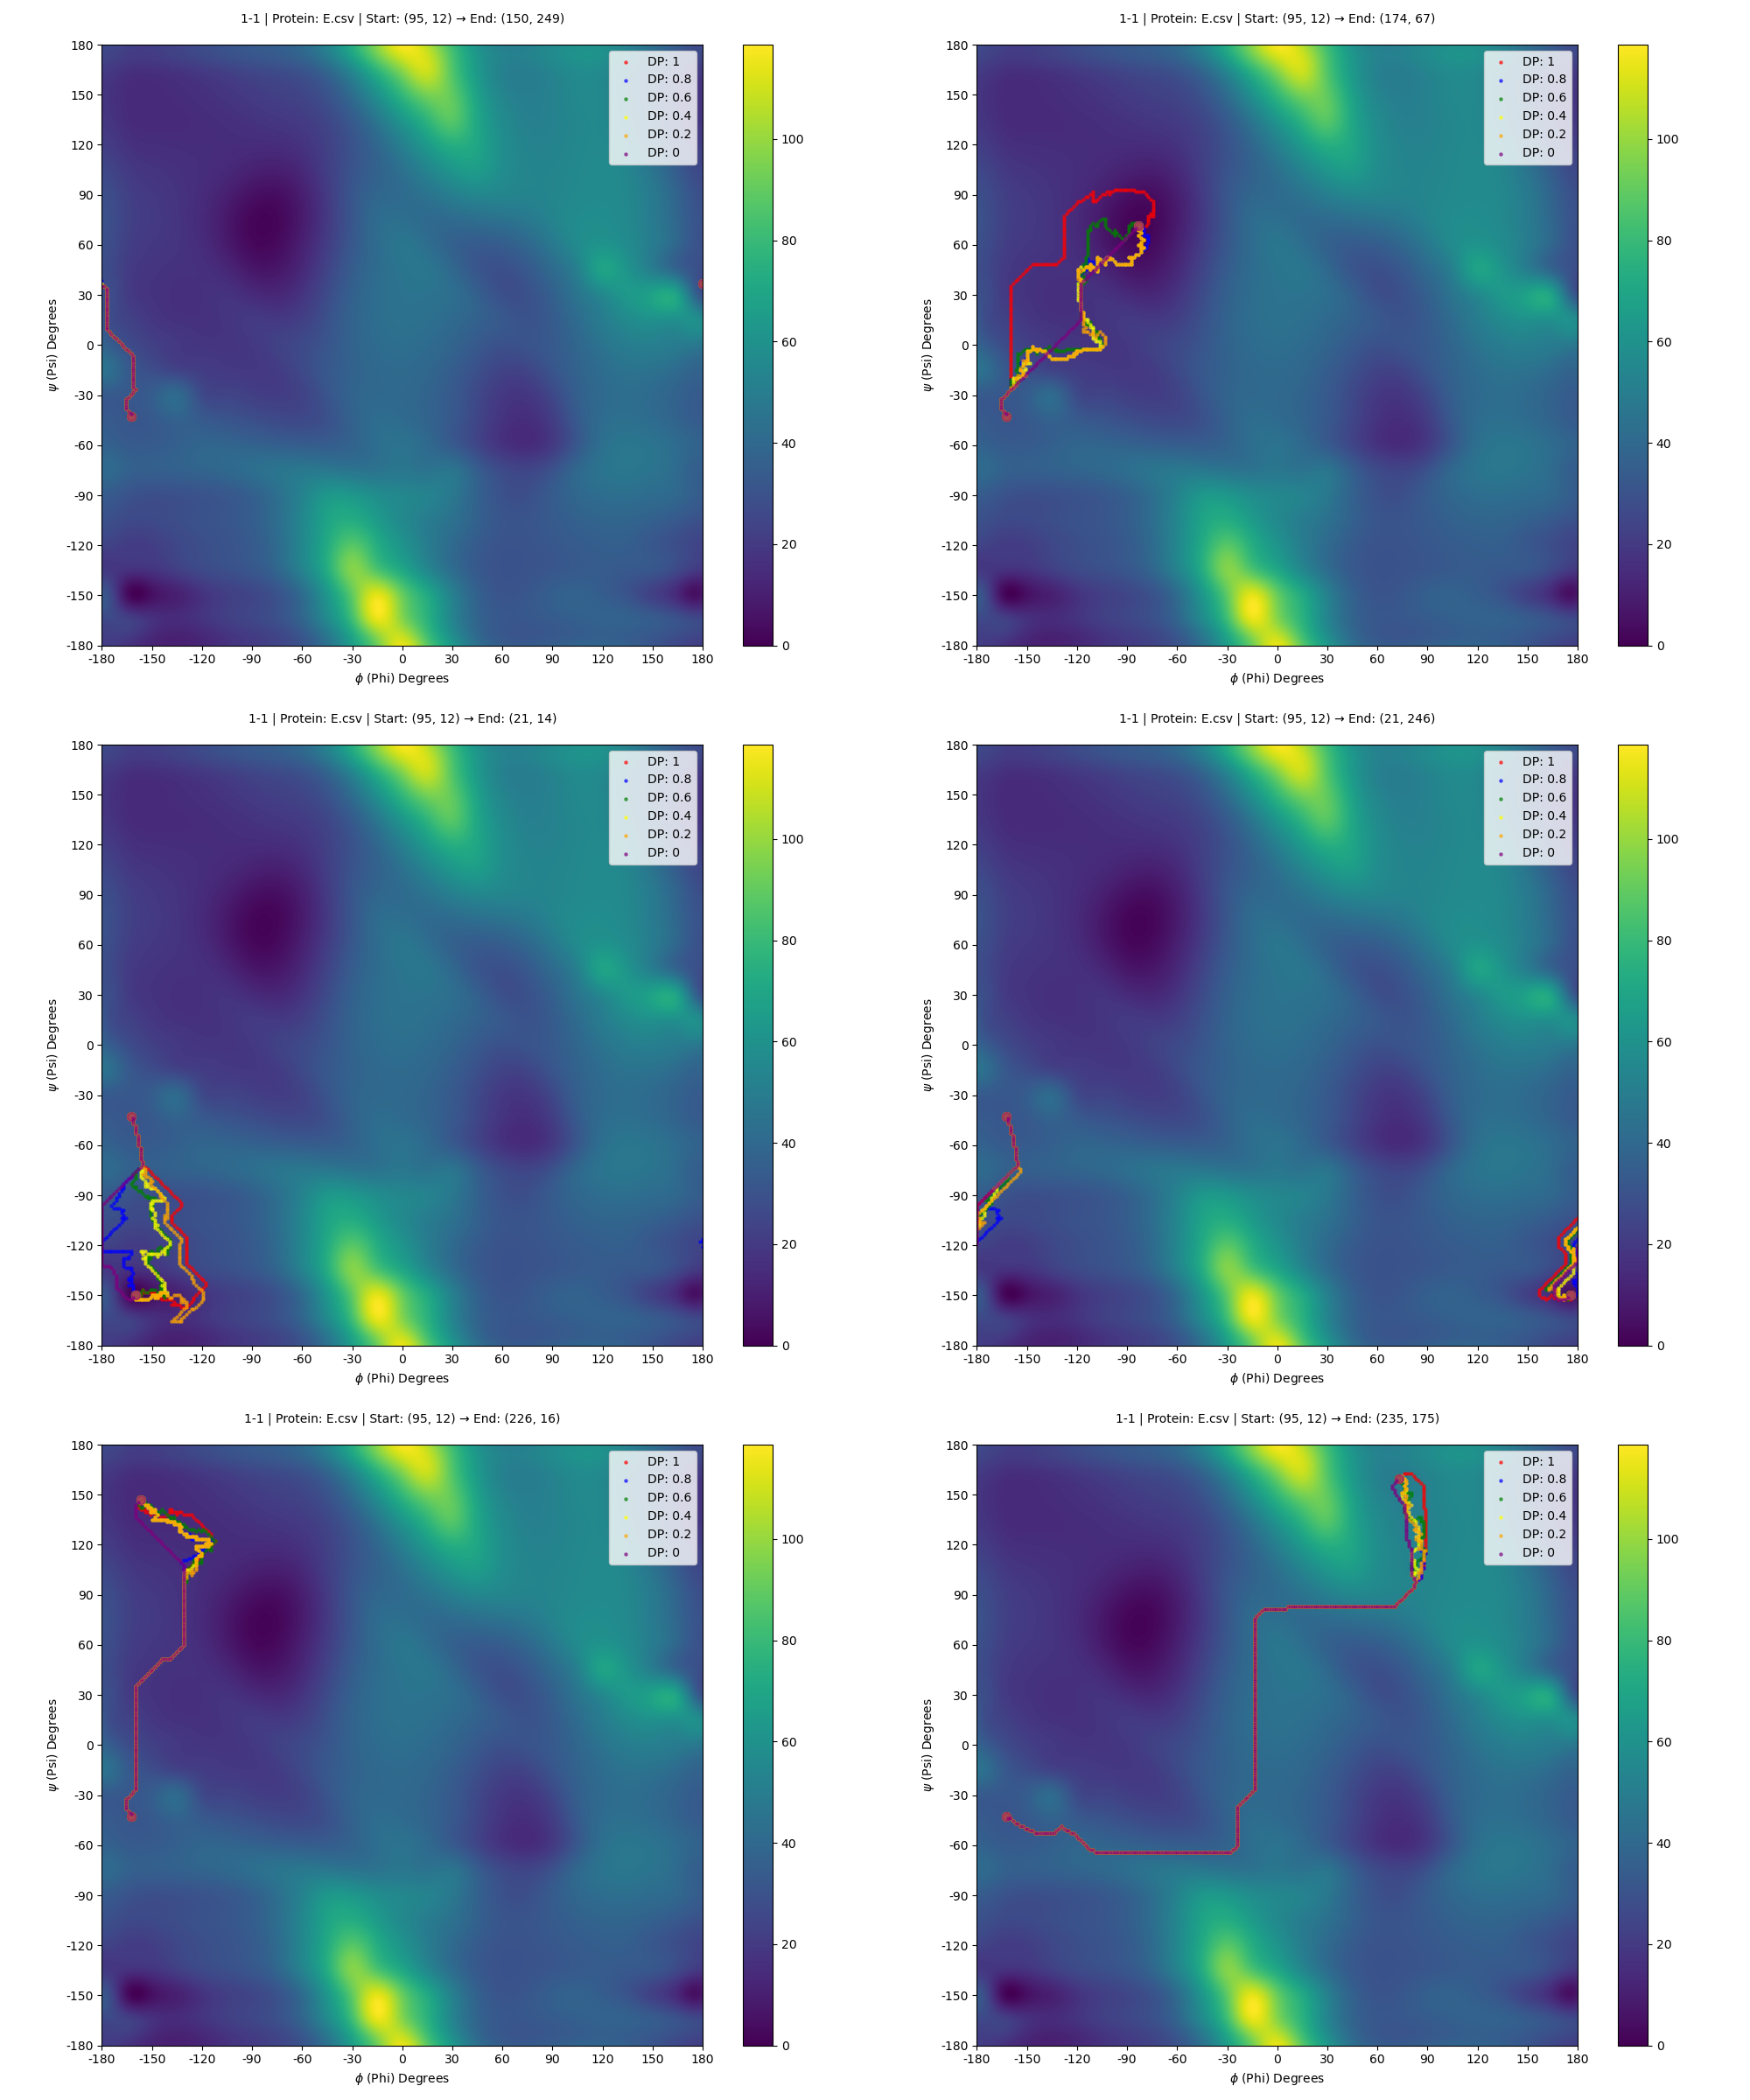 1-1 | Protein: E.csv | Start: (95, 12) → End: (150, 249)
180
150
120
90
60
30
0
-30
-60
-90
-120
-150
-180
ψ (Psi) Degrees
-180 -150 -120 -90 -60 -30 0 30 60 90 120 150 180
ϕ (Phi) Degrees
DP: 1
DP: 0.8
DP: 0.6
DP: 0.4
DP: 0.2
DP: 0
100
80
60
40
20
0
1-1 | Protein: E.csv | Start: (95, 12) → End: (174, 67)
180
150
120
90
60
30
0
-30
-60
-90
-120
-150
-180
ψ (Psi) Degrees
-180 -150 -120 -90 -60 -30 0 30 60 90 120 150 180
ϕ (Phi) Degrees
DP: 1
DP: 0.8
DP: 0.6
DP: 0.4
DP: 0.2
DP: 0
100
80
60
40
20
0
1-1 | Protein: E.csv | Start: (95, 12) → End: (21, 14)
180
150
120
90
60
30
0
-30
-60
-90
-120
-150
-180
ψ (Psi) Degrees
-180 -150 -120 -90 -60 -30 0 30 60 90 120 150 180
ϕ (Phi) Degrees
DP: 1
DP: 0.8
DP: 0.6
DP: 0.4
DP: 0.2
DP: 0
100
80
60
40
20
0
1-1 | Protein: E.csv | Start: (95, 12) → End: (21, 246)
180
150
120
90
60
30
0
-30
-60
-90
-120
-150
-180
ψ (Psi) Degrees
-180 -150 -120 -90 -60 -30 0 30 60 90 120 150 180
ϕ (Phi) Degrees
DP: 1
DP: 0.8
DP: 0.6
DP: 0.4
DP: 0.2
DP: 0
100
80
60
40
20
0
1-1 | Protein: E.csv | Start: (95, 12) → End: (226, 16)
180
150
120
90
60
30
0
-30
-60
-90
-120
-150
-180
ψ (Psi) Degrees
-180 -150 -120 -90 -60 -30 0 30 60 90 120 150 180
ϕ (Phi) Degrees
DP: 1
DP: 0.8
DP: 0.6
DP: 0.4
DP: 0.2
DP: 0
100
80
60
40
20
0
1-1 | Protein: E.csv | Start: (95, 12) → End: (235, 175)
180
150
120
90
60
30
0
-30
-60
-90
-120
-150
-180
ψ (Psi) Degrees
-180 -150 -120 -90 -60 -30 0 30 60 90 120 150 180
ϕ (Phi) Degrees
DP: 1
DP: 0.8
DP: 0.6
DP: 0.4
DP: 0.2
DP: 0
100
80
60
40
20
0